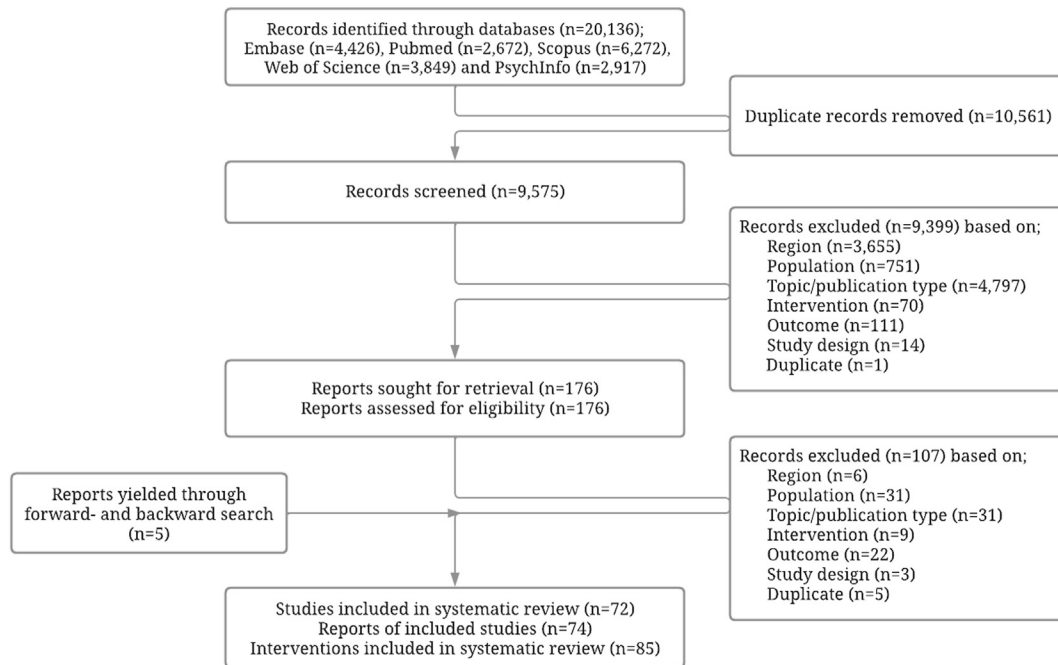 Records identified through databases (n=20,136);
Embase (n=4,426), Pubmed (n=2,672), Scopus (n=6,272),
Web of Science (n=3,849) and PsychInfo (n=2,917)
Duplicate records removed (n=10,561)
Records screened (n=9,575)
Records excluded (n=9,399) based on;
Region (n=3,655)
Population (n=751)
Topic/publication type (n=4,797)
Intervention (n=70)
Outcome (n=111)
Study design (n=14)
Duplicate (n=1)
Reports sought for retrieval (n=176)
Reports assessed for eligibility (n=176)
Records excluded (n=107) based on;
Region (n=6)
Population (n=31)
Topic/publication type (n=31)
Intervention (n=9)
Outcome (n=22)
Study design (n=3)
Duplicate (n=5)
Reports yielded through
forward- and backward search
(n=5)
Studies included in systematic review (n=72)
Reports of included studies (n=74)
Interventions included in systematic review (n=85)